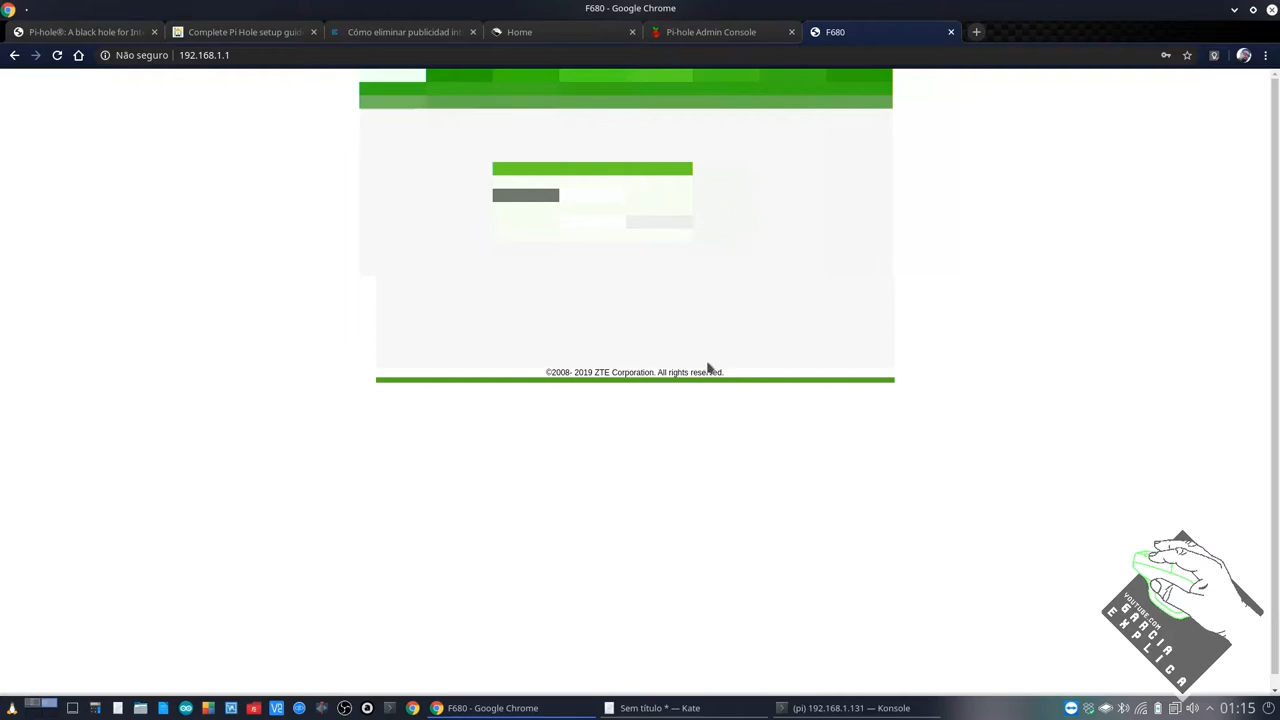 F680 - Google Chrome
Pi-hole®: A black hole for Int
Complete Pi Hole setup guid
Cómo eliminar publicidad int
Home
Pi-hole Admin Console
F680
Não seguro
192.168.1.1
©2008- 2019 ZTE Corporation. All rights reserved.
YOUTUBE.COM
GARCIA
EXPLICA
F680 - Google Chrome
Sem título * — Kate
(pi) 192.168.1.131 — Konsole
01:15